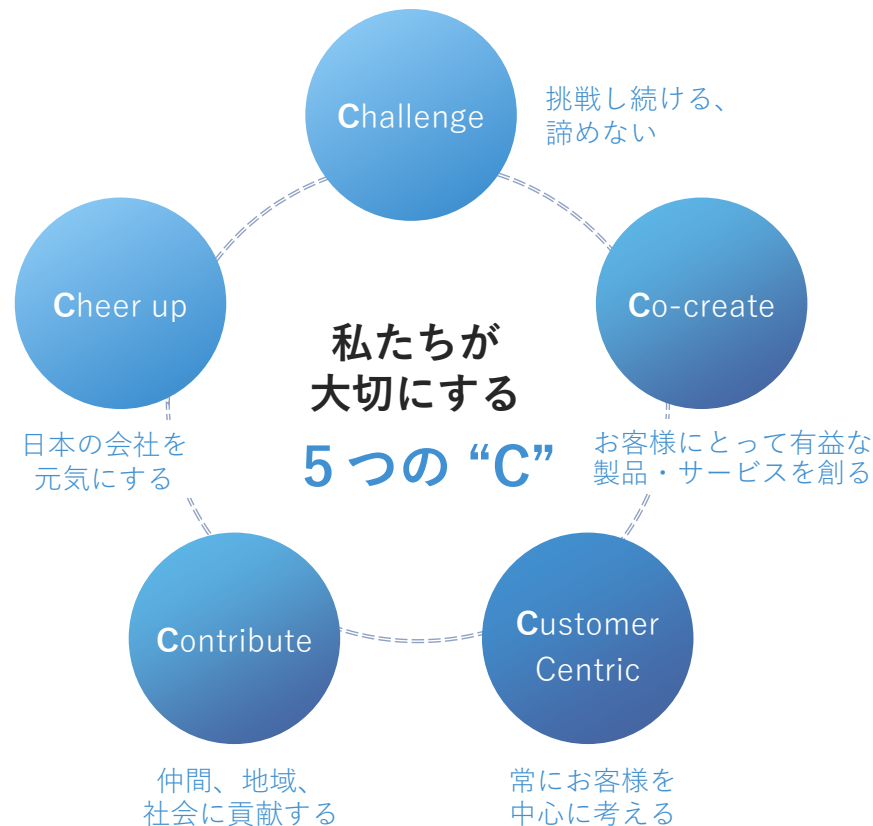 Challenge
挑戦し続ける、
諦めない
Cheer up
日本の会社を
元気にする
私たちが
大切にする
5つの“C”
Co-create
お客様にとって有益な
製品・サービスを創る
Contribute
仲間、地域、
社会に貢献する
Customer
Centric
常にお客様を
中心に考える